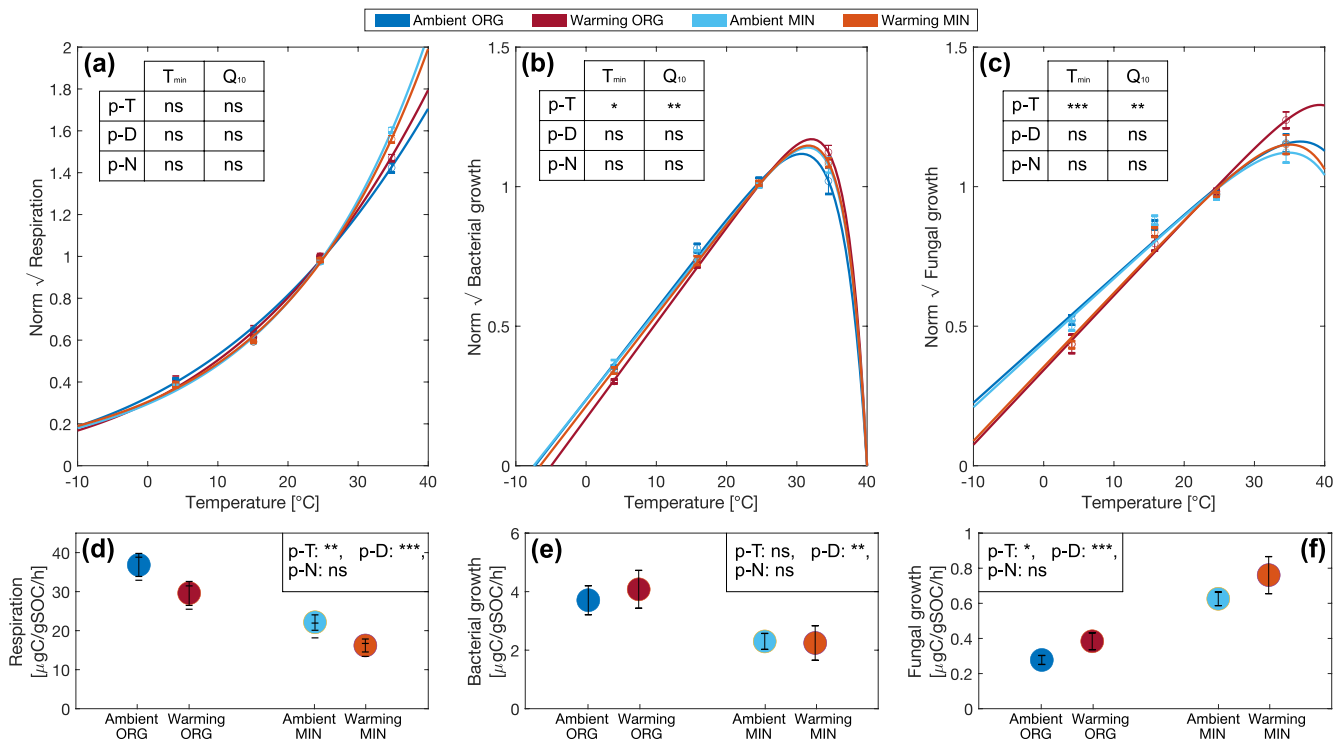 Ambient ORG Warming ORG Ambient MIN Warming MIN
(a)
T min Q 10
p-T ns ns
p-D ns ns
p-N ns ns
2
1.8
1.6
1.4
1.2
1
0.8
0.6
0.4
0.2
0
Norm √ Respiration
-10 0 10 20 30 40
Temperature [°C]
(b)
T min Q 10
p-T * **
p-D ns ns
p-N ns ns
1.5
1
0.5
0
Norm √ Bacterial growth
-10 0 10 20 30 40
Temperature [°C]
(c)
T min Q 10
p-T *** **
p-D ns ns
p-N ns ns
1.5
1
0.5
0
Norm √ Fungal growth
-10 0 10 20 30 40
Temperature [°C]
(d)
p-T: **, p-D: ***,
p-N: ns
40
30
20
10
0
Respiration
[μgC/gSOC/h]
Ambient Warming Ambient Warming
ORG ORG MIN MIN
(e)
p-T: ns, p-D: **,
p-N: ns
6
4
2
0
Bacterial growth
[μgC/gSOC/h]
Ambient Warming Ambient Warming
ORG ORG MIN MIN
(f)
p-T: *, p-D: ***,
p-N: ns
1
0.8
0.6
0.4
0.2
0
Fungal growth
[μgC/gSOC/h]
Ambient Warming Ambient Warming
ORG ORG MIN MIN